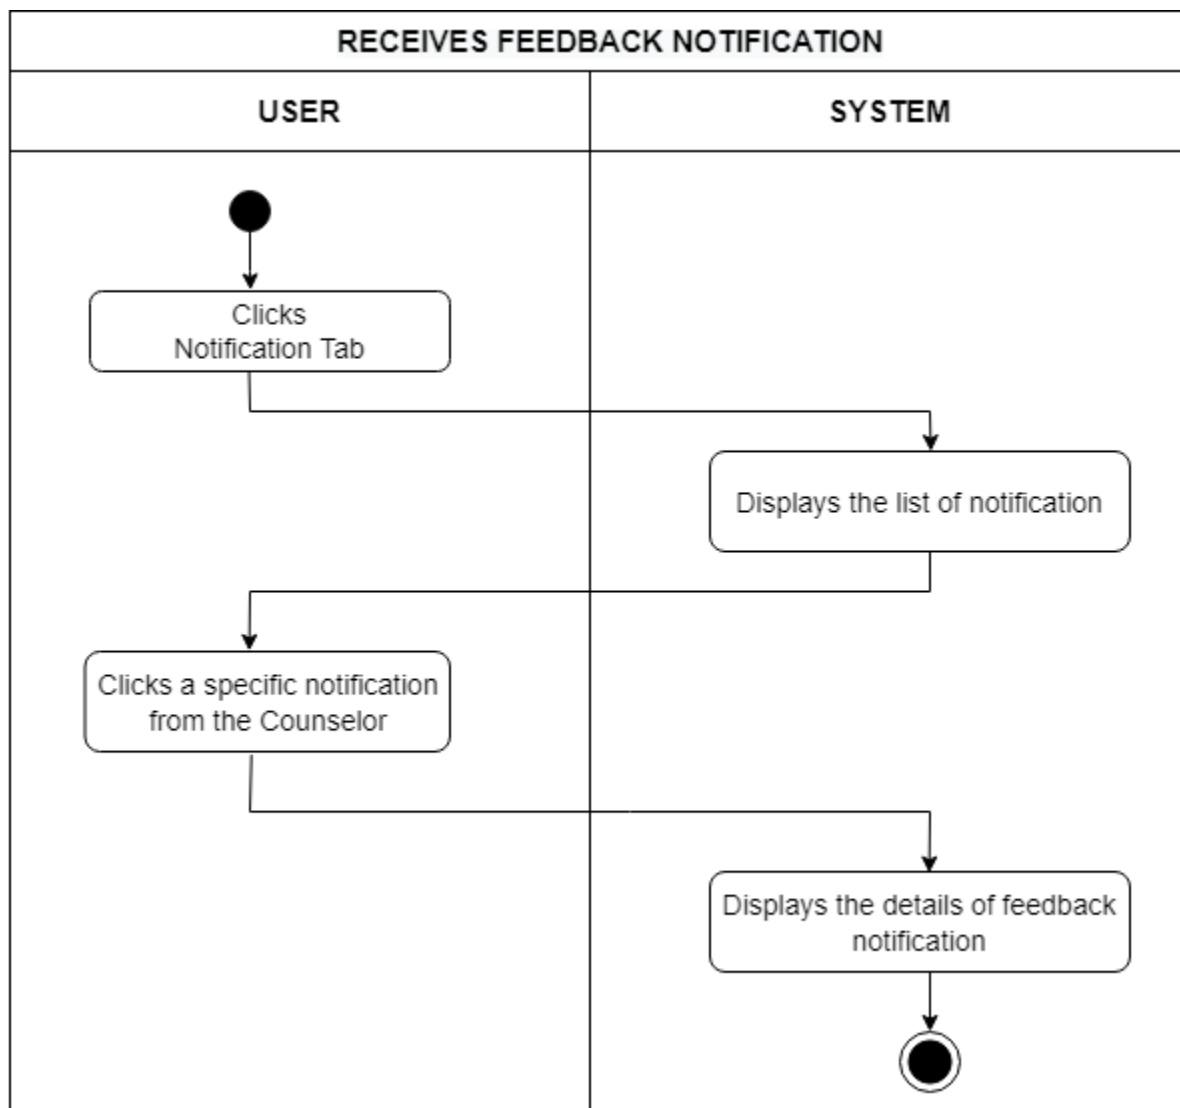 RECEIVES FEEDBACK NOTIFICATION
USER
SYSTEM
Clicks
Notification Tab
Displays the list of notification
Clicks a specific notification
from the Counselor
Displays the details of feedback
notification